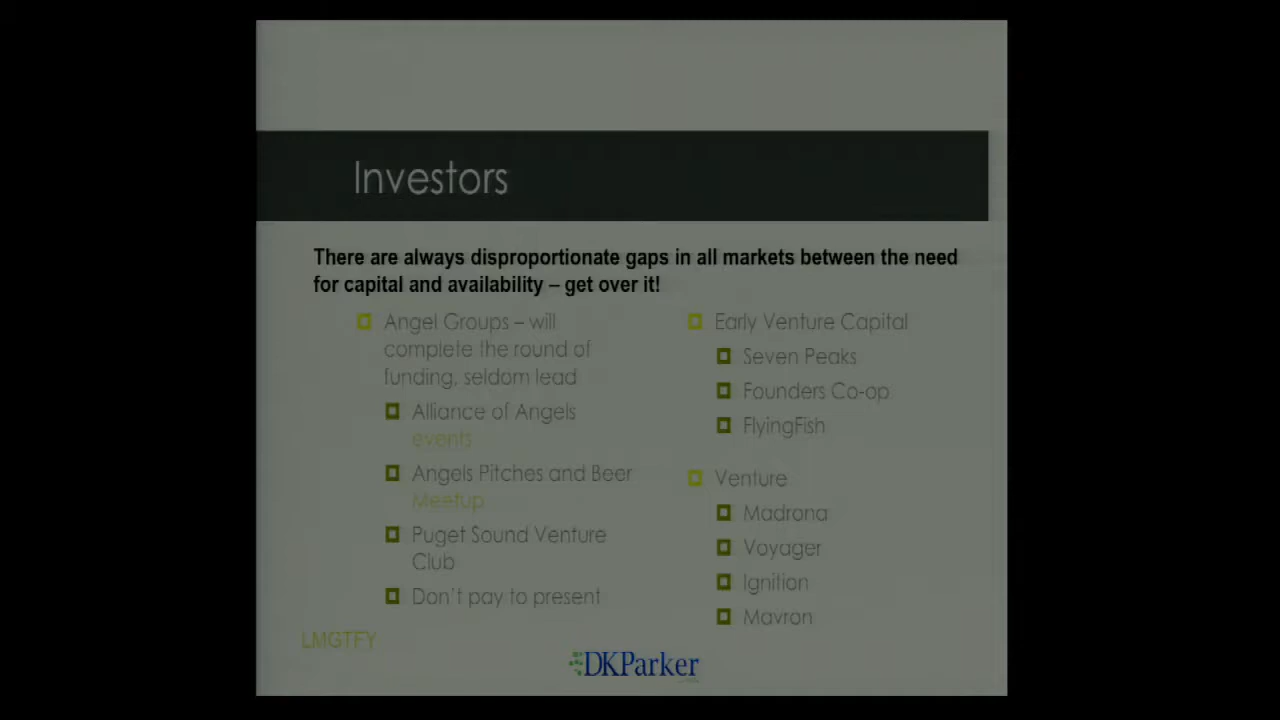 Investors
There are always disproportionate gaps in all markets between the need
for capital and availability – get over it!
Angel Groups – will
complete the round of
funding, seldom lead
Alliance of Angels
events
Angels Pitches and Beer
Meetup
Puget Sound Venture
Club
Don't pay to present
Early Venture Capital
Seven Peaks
Founders Co-op
FlyingFish
Venture
Madrona
Voyager
Ignition
Mavron
LMGTFY
DKParker